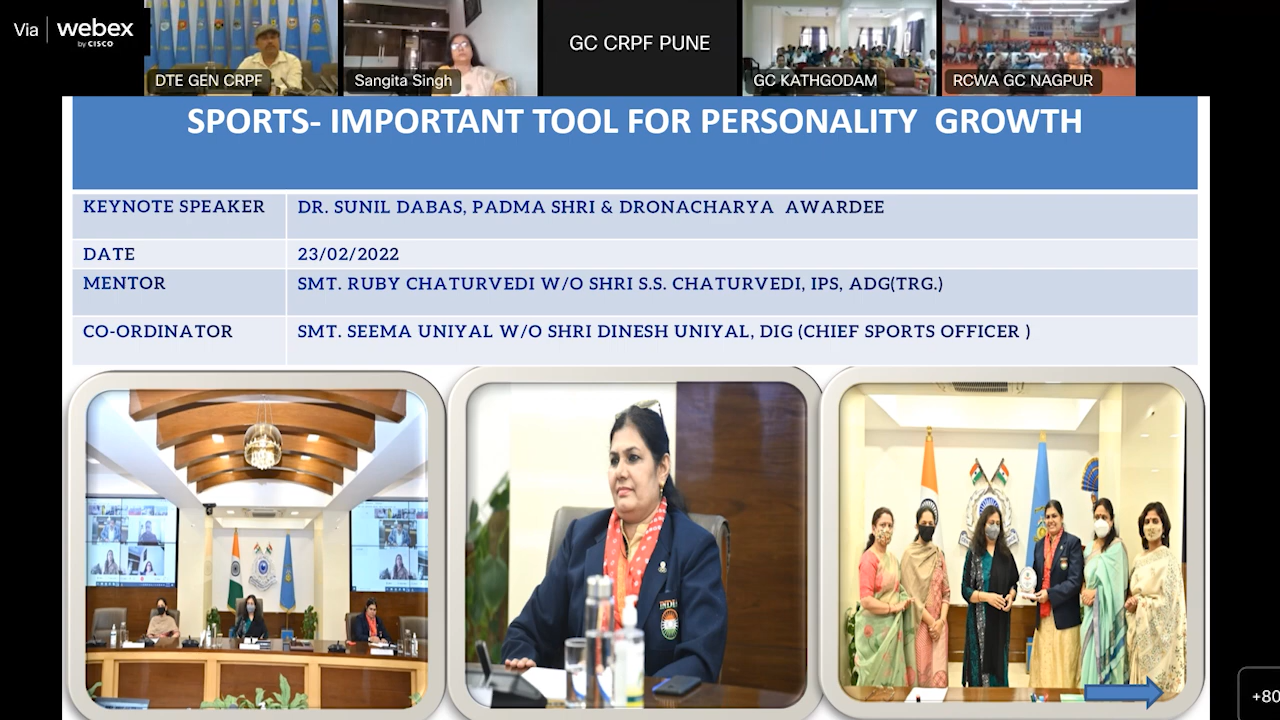 Via webex
by CISCO
DTE GEN CRPF
Sangita Singh
GC CRPF PUNE
GC KATHGODAM
RCWA GC NAGPUR
SPORTS- IMPORTANT TOOL FOR PERSONALITY GROWTH
KEYNOTE SPEAKER DR. SUNIL DABAS, PADMA SHRI & DRONACHARYA AWARDEE
DATE 23/02/2022
MENTOR SMT. RUBY CHATURVEDI W/O SHRI S.S. CHATURVEDI, IPS, ADG(TRG.)
CO-ORDINATOR SMT. SEEMA UNIYAL W/O SHRI DINESH UNIYAL, DIG (CHIEF SPORTS OFFICER )
INDIA
+80